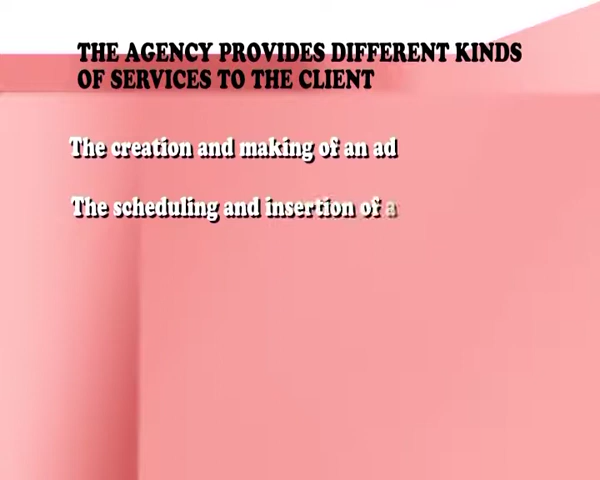 THE AGENCY PROVIDES DIFFERENT KINDS
OF SERVICES TO THE CLIENT
The creation and making of an ad
The scheduling and insertion of a